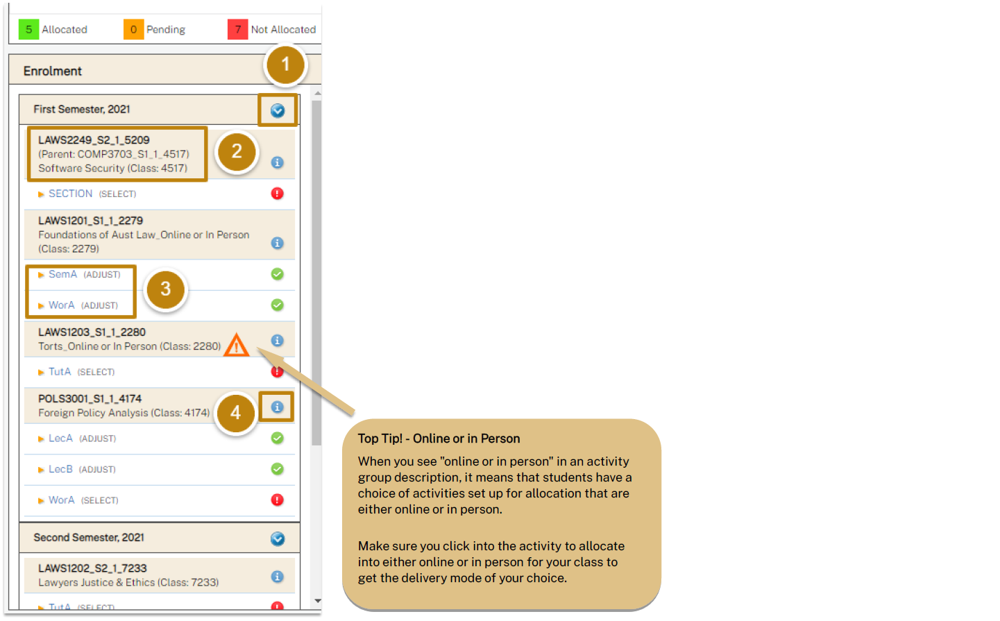 5 Allocated 0 Pending 7 Not Allocated
1
Enrolment
First Semester, 2021
LAWS2249_S2_1_5209
(Parent: COMP3703_S1_1_4517)
Software Security (Class: 4517)
2
SECTION (SELECT)
LAWS1201_S1_1_2279
Foundations of Aust Law_Online or In Person
(Class: 2279)
SemA (ADJUST)
3
WorA (ADJUST)
LAWS1203_S1_1_2280
Torts_Online or In Person (Class: 2280)
TutA (SELECT)
POLS3001_S1_1_4174
Foreign Policy Analysis (Class: 4174)
4
LecA (ADJUST)
LecB (ADJUST)
WorA (SELECT)
Second Semester, 2021
LAWS1202_S2_1_7233
Lawyers Justice & Ethics (Class: 7233)
TutA (SELECT)
Top Tip! - Online or in Person
When you see "online or in person" in an activity
group description, it means that students have a
choice of activities set up for allocation that are
either online or in person.
Make sure you click into the activity to allocate
into either online or in person for your class to
get the delivery mode of your choice.